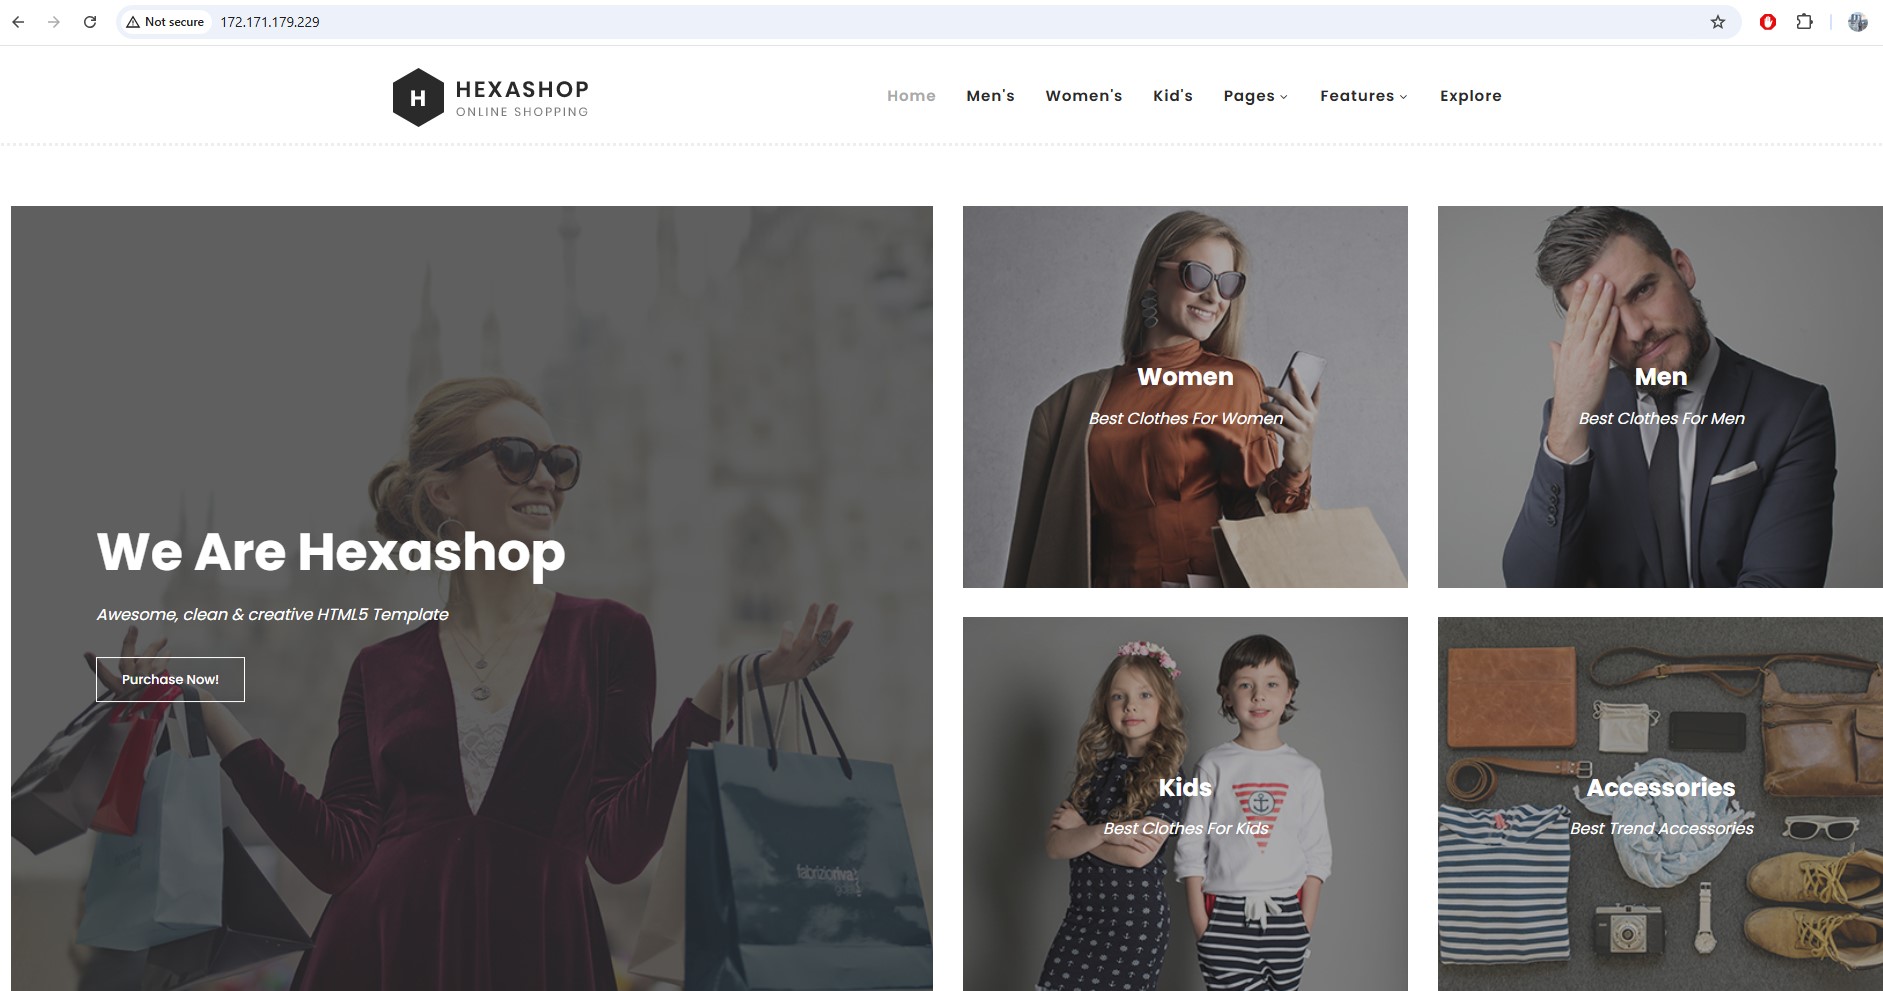 Not secure
172.171.179.229
H
HEXASHOP
ONLINE SHOPPING
Home
Men's
Women's
Kid's
Pages
Features
Explore
We Are Hexashop
Awesome, clean & creative HTML5 Template
Purchase Now!
Women
Best Clothes For Women
Men
Best Clothes For Men
Kids
Best Clothes For Kids
Accessories
Best Trend Accessories